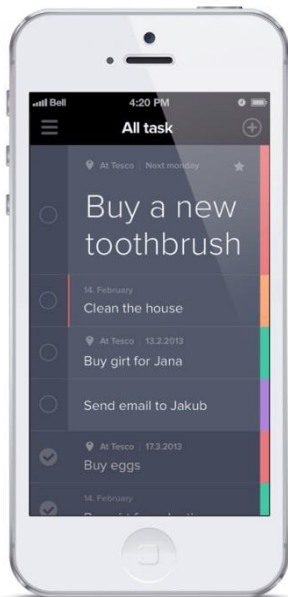 Bell 4:20 PM
All task
At Tesco | Next monday
Buy a new
toothbrush
14. February
Clean the house
At Tesco | 13.2.2013
Buy girt for Jana
Send email to Jakub
At Tesco | 17.3.2013
Buy eggs
14. February